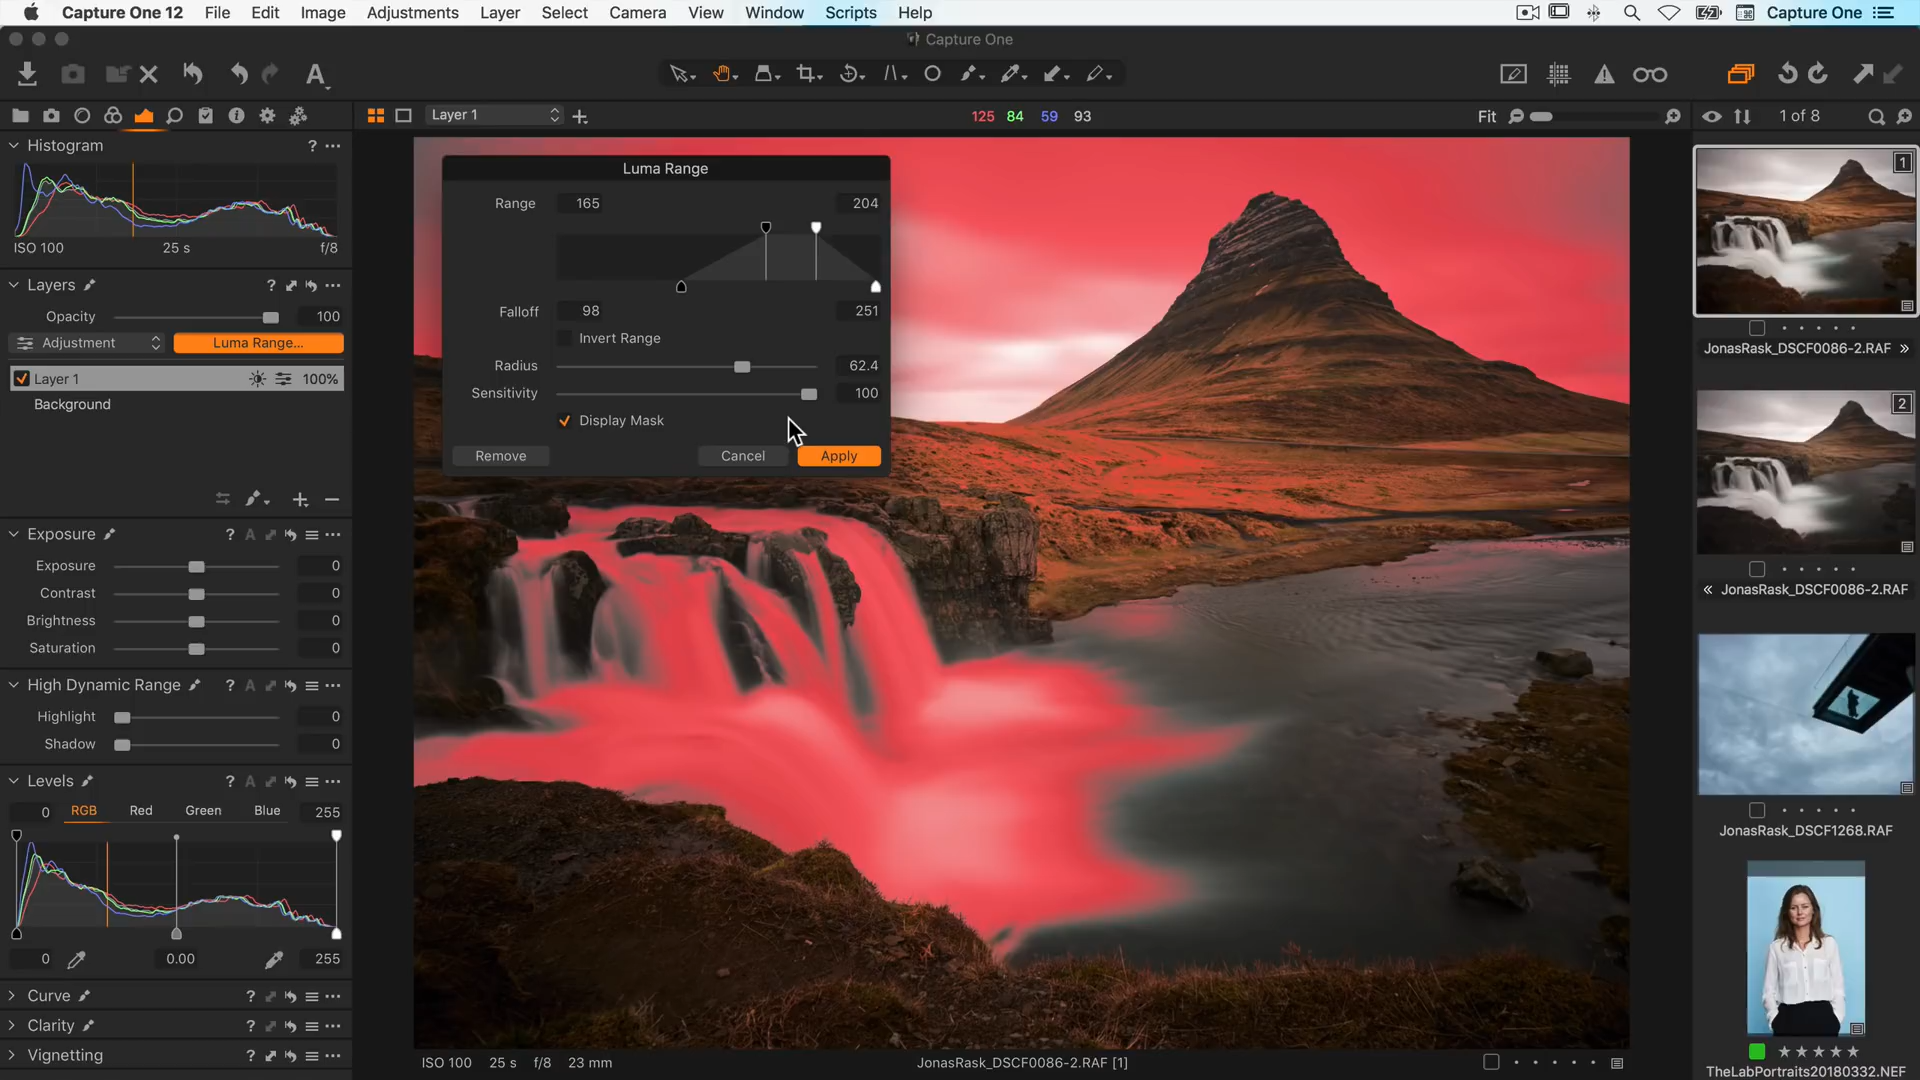 Capture One 12 File Edit Image Adjustments Layer Select Camera View Window Scripts Help Capture One
Capture One
A
Layer 1 125 84 59 93 Fit 1 of 8
Histogram ?
ISO 100 25 s f/8
Layers ?
Opacity 100
Adjustment Luma Range...
Layer 1 100%
Background
Exposure ? A
Exposure 0
Contrast 0
Brightness 0
Saturation 0
High Dynamic Range ? A
Highlight 0
Shadow 0
Levels ? A
0 RGB Red Green Blue 255
0 0.00 255
Curve ?
Clarity ?
Vignetting ?
Luma Range
Range 165 204
Falloff 98 251
Invert Range
Radius 62.4
Sensitivity 100
Display Mask
Remove Cancel Apply
ISO 100 25 s f/8 23 mm JonasRask_DSCF0086-2.RAF [1]
1
JonasRask_DSCF0086-2.RAF »
2
« JonasRask_DSCF0086-2.RAF
JonasRask_DSCF1268.RAF
TheLabPortraits20180332.NEF